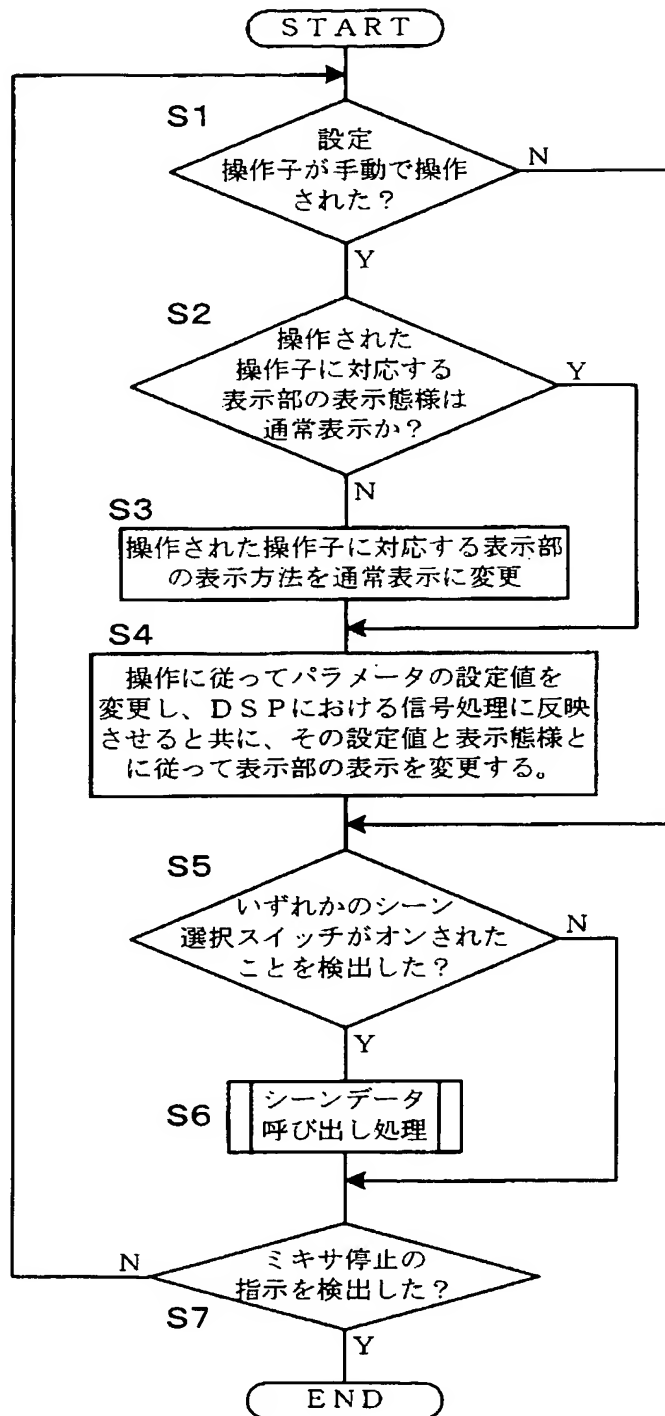 START
S1
設定
操作子が手動で操作
された？
N
Y
S2
操作された
操作子に対応する
表示部の表示態様は
通常表示か？
Y
N
S3
操作された操作子に対応する表示部
の表示方法を通常表示に変更
S4
操作に従ってパラメータの設定値を
変更し、DSPにおける信号処理に反映
させると共に、その設定値と表示態様と
に従って表示部の表示を変更する。
S5
いずれかのシーン
選択スイッチがオンされた
ことを検出した？
N
Y
S6
シーンデータ
呼び出し処理
N
ミキサ停止の
指示を検出した？
S7
Y
END